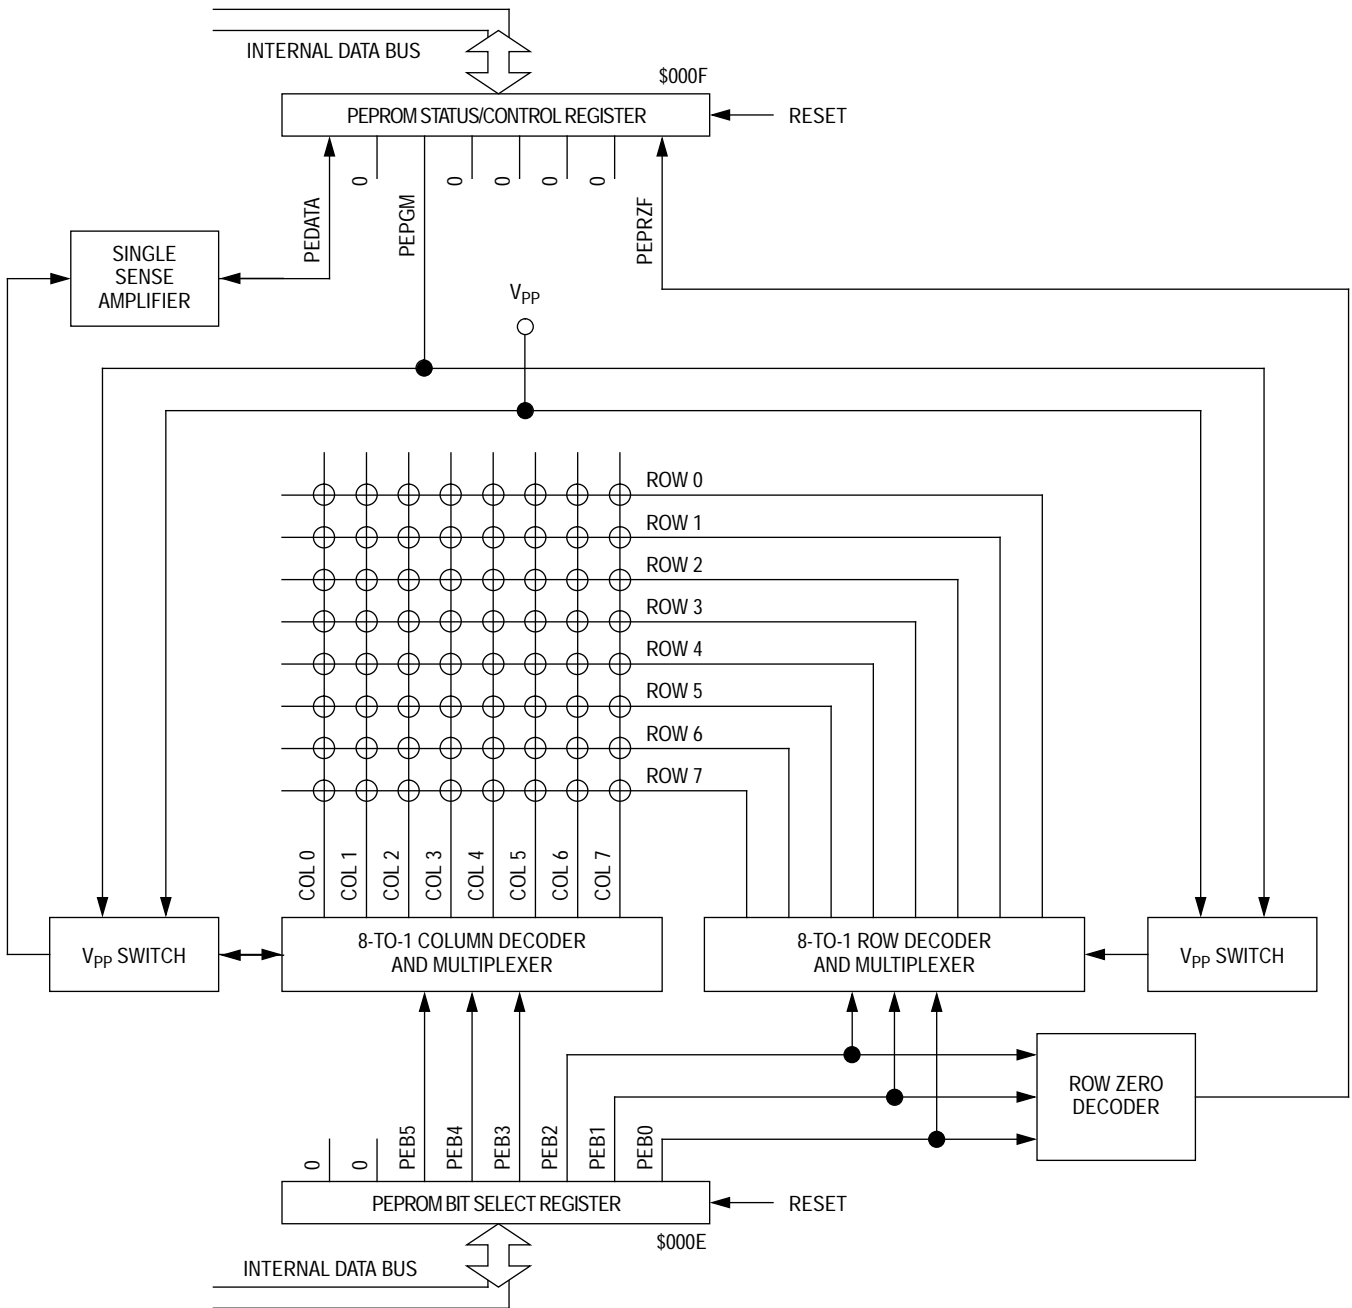 INTERNAL DATA BUS
$000F
PEPROM STATUS/CONTROL REGISTER
RESET
0
0
0
0
0
PEDATA
PEPGM
PEPRZF
SINGLE
SENSE
AMPLIFIER
VPP
ROW 0
ROW 1
ROW 2
ROW 3
ROW 4
ROW 5
ROW 6
ROW 7
COL 0
COL 1
COL 2
COL 3
COL 4
COL 5
COL 6
COL 7
VPP SWITCH
8-TO-1 COLUMN DECODER
AND MULTIPLEXER
8-TO-1 ROW DECODER
AND MULTIPLEXER
VPP SWITCH
ROW ZERO
DECODER
0
0
PEB5
PEB4
PEB3
PEB2
PEB1
PEB0
PEPROM BIT SELECT REGISTER
RESET
$000E
INTERNAL DATA BUS